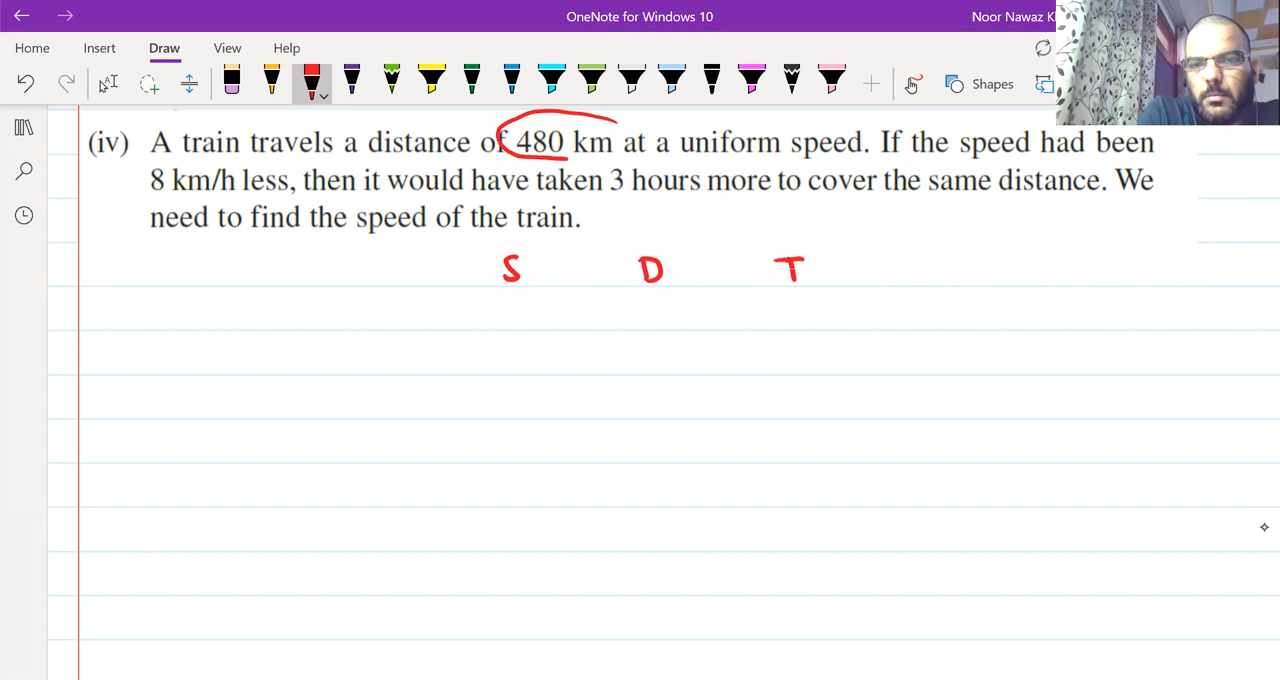 OneNote for Windows 10
Noor Nawaz K
Home Insert Draw View Help
Shapes
(iv) A train travels a distance of 480 km at a uniform speed. If the speed had been
8 km/h less, then it would have taken 3 hours more to cover the same distance. We
need to find the speed of the train.
S D T